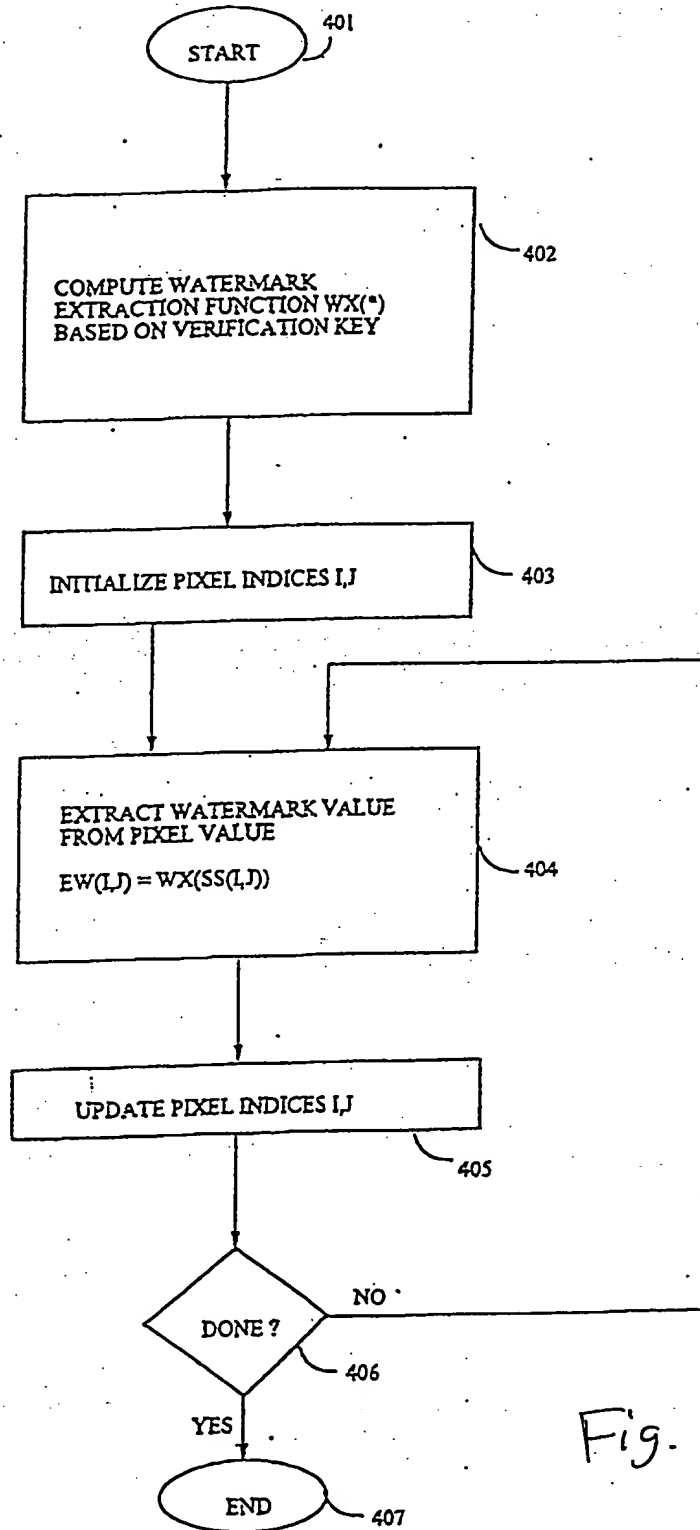 START
401
COMPUTE WATERMARK
EXTRACTION FUNCTION WX(*)
BASED ON VERIFICATION KEY
402
INITIALIZE PIXEL INDICES I,J
403
EXTRACT WATERMARK VALUE
FROM PIXEL VALUE
EW(I,J) = WX(SS(I,J))
404
UPDATE PIXEL INDICES I,J
405
DONE ?
NO
406
YES
END
407
Fig.